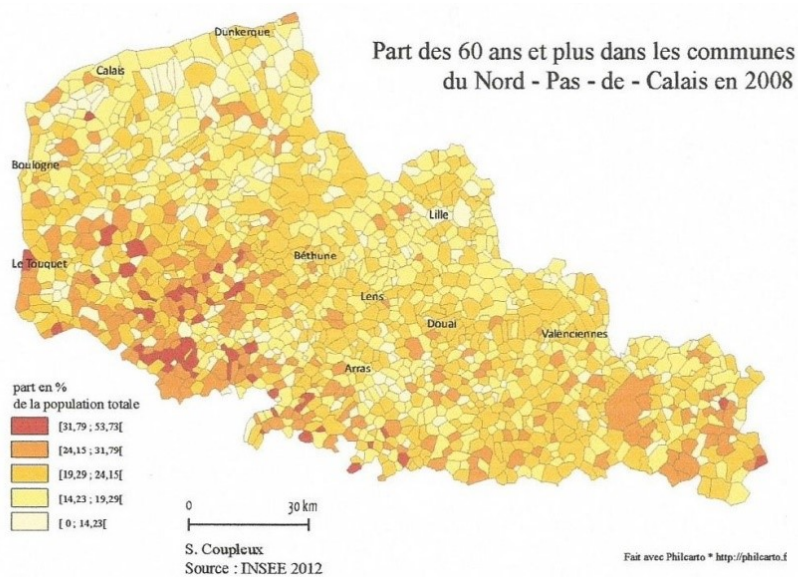 Part des 60 ans et plus dans les communes
du Nord - Pas - de - Calais en 2008
Dunkerque
Calais
Boulogne
Lille
Le Touquet
Béthune
Lens
Douai
Valenciennes
Arras
part en %
de la population totale
[31,79 ; 53,73[
[24,15 ; 31,79[
[19,29 ; 24,15[
[14,23 ; 19,29[
[ 0 ; 14,23[
0 30 km
S. Coupleux
Source : INSEE 2012
Fait avec Philcarto * http://philcarto.f